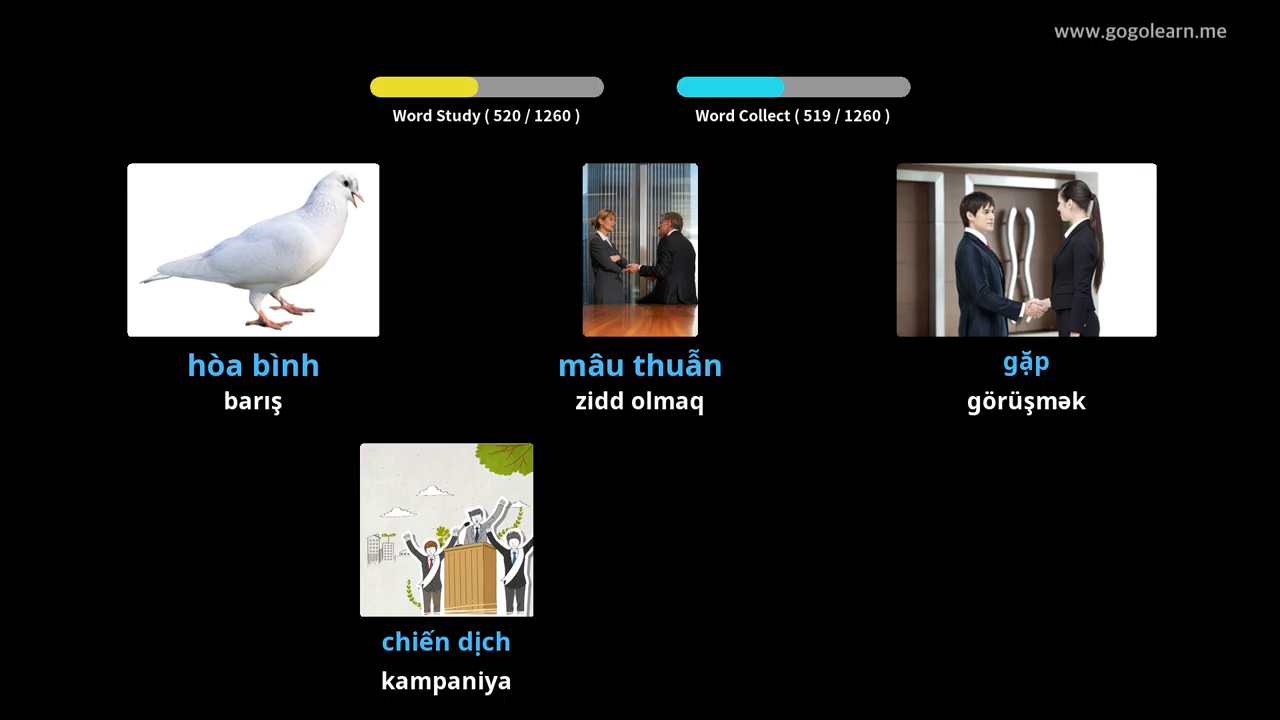 www.gogolearn.me
Word Study ( 520 / 1260 )
Word Collect ( 519 / 1260 )
hòa bình
barış
mâu thuẫn
zidd olmaq
gặp
görüşmək
chiến dịch
kampaniya